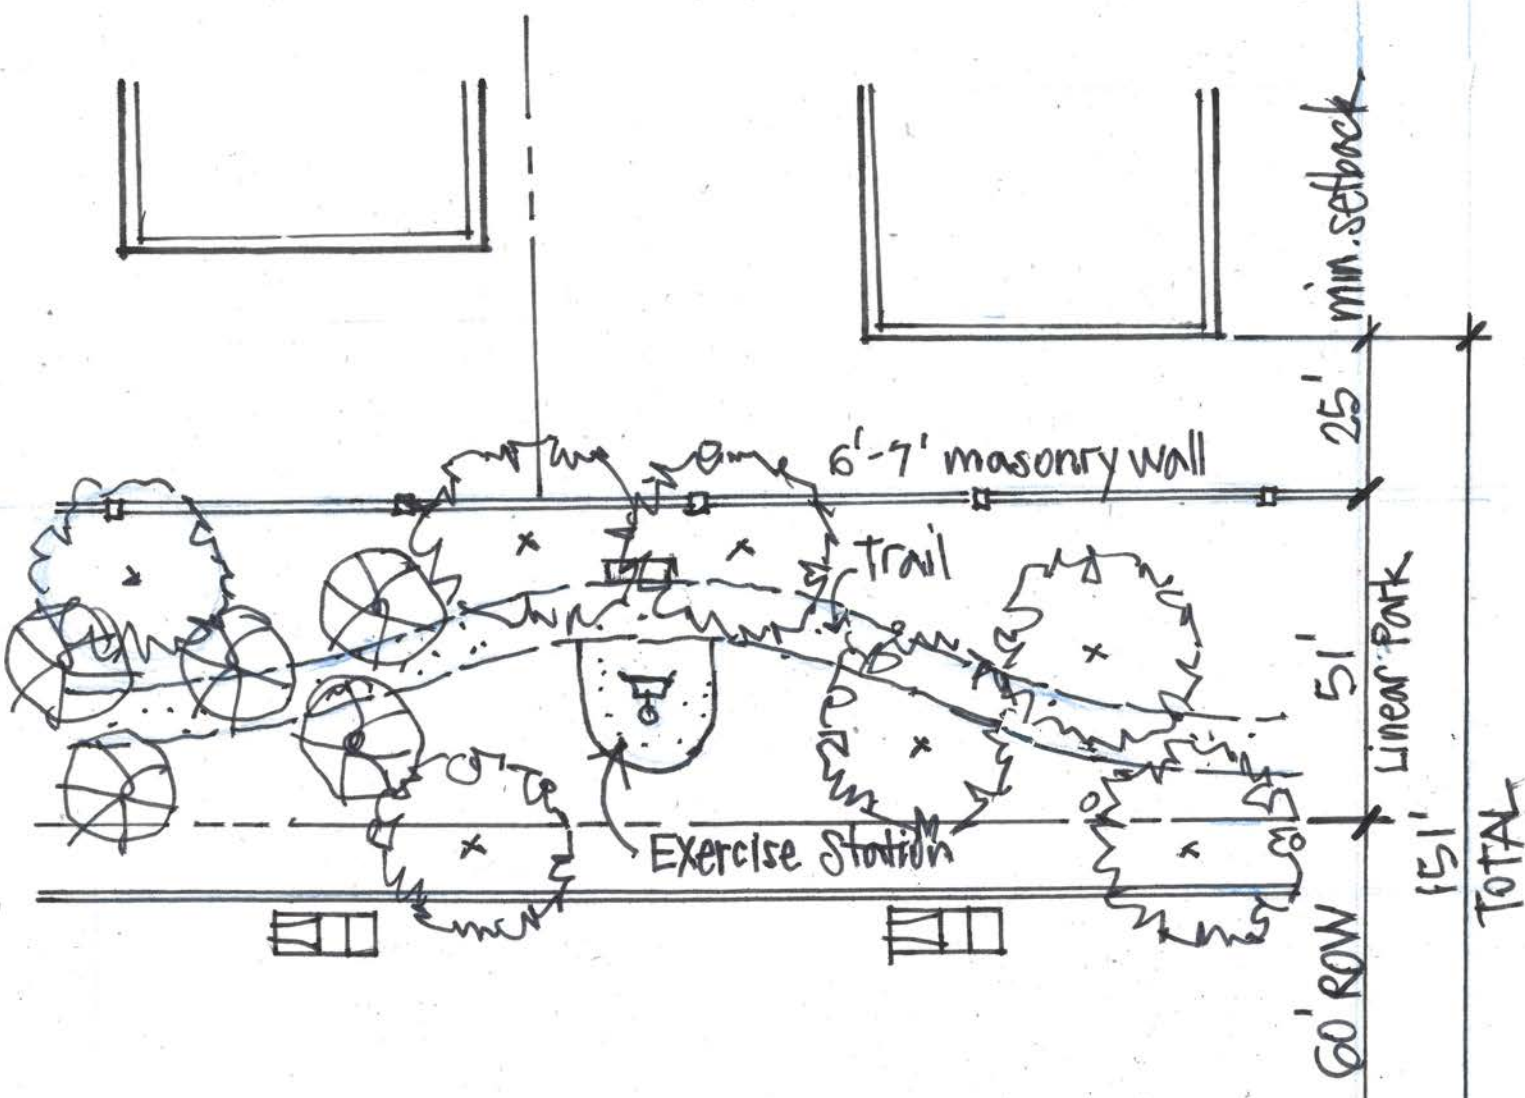 min. setback
25'
6'-7' masonry wall
Trail
51'
Linear Park
Exercise Station
60' ROW
151'
TOTAL